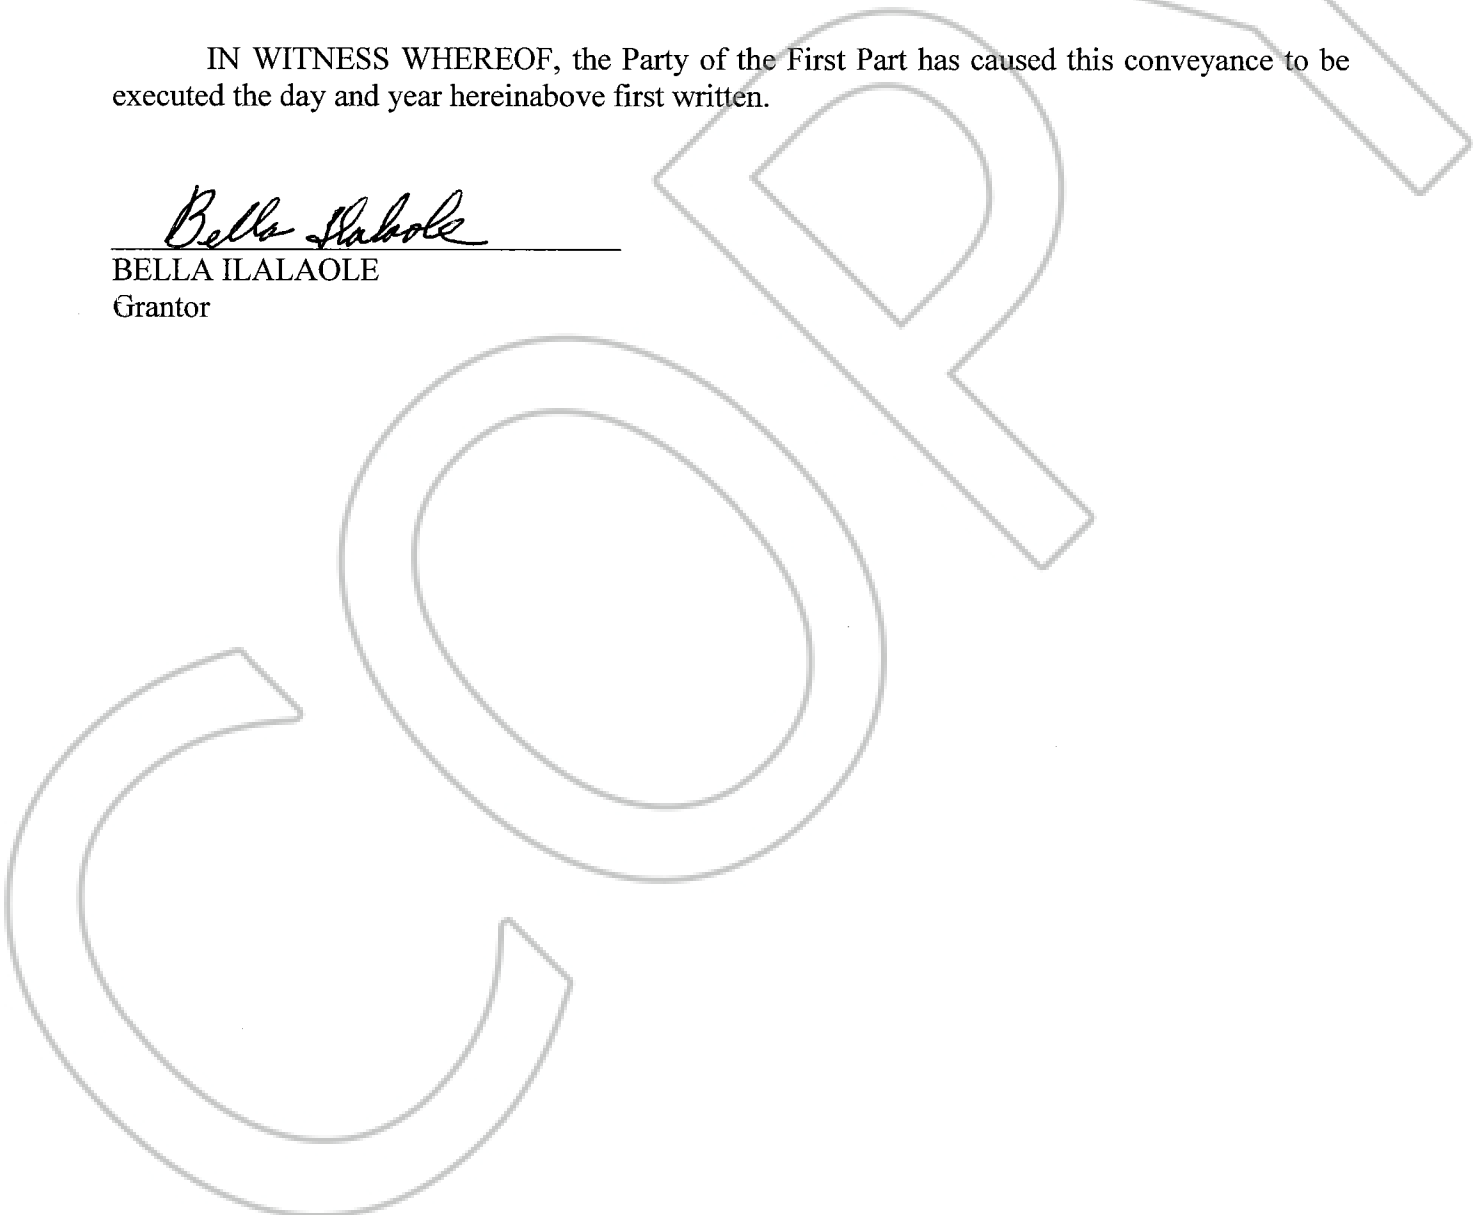 IN WITNESS WHEREOF, the Party of the First Part has caused this conveyance to be
executed the day and year hereinabove first written.
Bella Ilalaole
BELLA ILALAOLE
Grantor
COPY